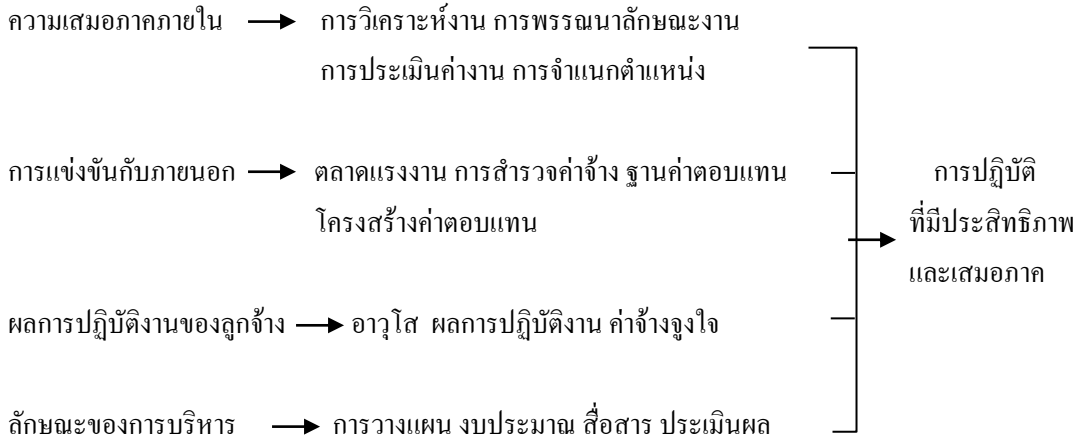 ความเสมอภาคภายใน การวิเคราะห์งาน การพรรณนาลักษณะงาน
การประเมินค่างาน การจำแนกตำแหน่ง
การแข่งขันกับภายนอก ตลาดแรงงาน การสำรวจค่าจ้าง ฐานค่าตอบแทน
โครงสร้างค่าตอบแทน
ผลการปฏิบัติงานของลูกจ้าง อาวุโส ผลการปฏิบัติงาน ค่าจ้างจูงใจ
ลักษณะของการบริหาร การวางแผน งบประมาณ สื่อสาร ประเมินผล
การปฏิบัติ
ที่มีประสิทธิภาพ
และเสมอภาค